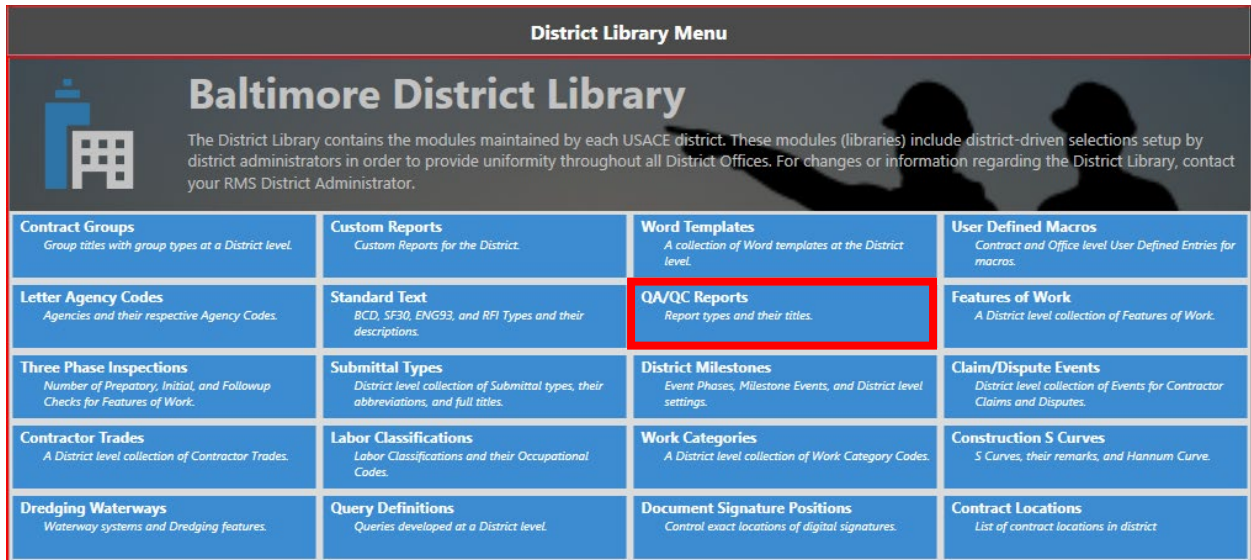 District Library Menu
Baltimore District Library
The District Library contains the modules maintained by each USACE district. These modules (libraries) include district-driven selections setup by
district administrators in order to provide uniformity throughout all District Offices. For changes or information regarding the District Library, contact
your RMS District Administrator.
Contract Groups
Group titles with group types at a District level.
Custom Reports
Custom Reports for the District.
Word Templates
A collection of Word templates at the District
level.
User Defined Macros
Contract and Office level User Defined Entries for
macros.
Letter Agency Codes
Agencies and their respective Agency Codes.
Standard Text
BCD, SF30, ENG93, and RFI Types and their
descriptions.
QA/QC Reports
Report types and their titles.
Features of Work
A District level collection of Features of Work.
Three Phase Inspections
Number of Prepatory, Initial, and Followup
Checks for Features of Work.
Submittal Types
District level collection of Submittal types, their
abbreviations, and full titles.
District Milestones
Event Phases, Milestone Events, and District level
settings.
Claim/Dispute Events
District level collection of Events for Contractor
Claims and Disputes.
Contractor Trades
A District level collection of Contractor Trades.
Labor Classifications
Labor Classifications and their Occupational
Codes.
Work Categories
A District level collection of Work Category Codes.
Construction S Curves
S Curves, their remarks, and Hannum Curve.
Dredging Waterways
Waterway systems and Dredging features.
Query Definitions
Queries developed at a District level.
Document Signature Positions
Control exact locations of digital signatures.
Contract Locations
List of contract locations in district